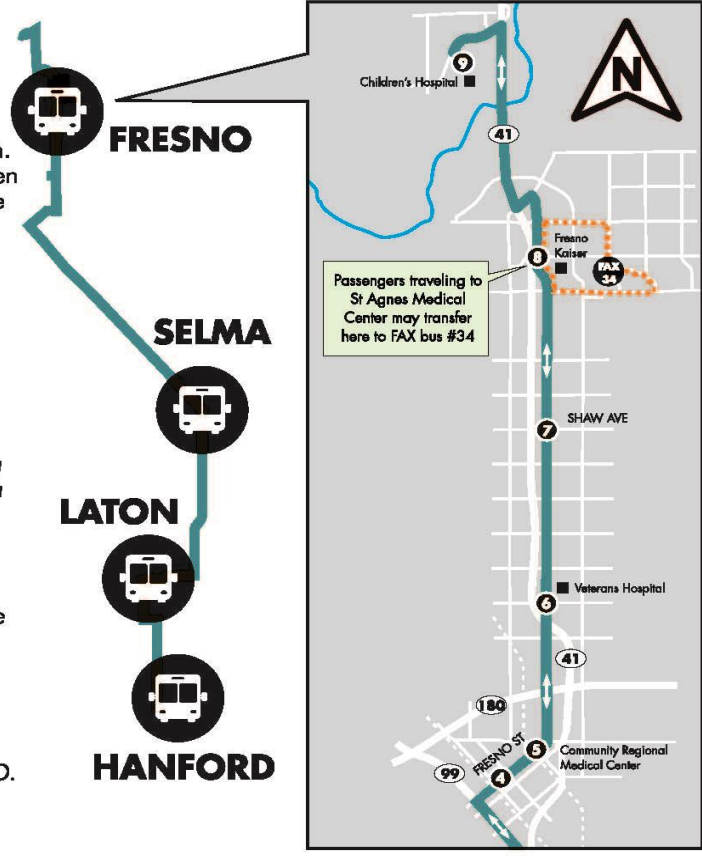 FRESNO
SELMA
LATON
HANFORD
n.
en
e
e
O.
9
Children's Hospital
N
41
8
Fresno
Kaiser
FAX
34
Passengers traveling to
St Agnes Medical
Center may transfer
here to FAX bus #34
7
SHAW AVE
6
Veterans Hospital
41
180
5
Community Regional
Medical Center
FRESNO ST
4
99